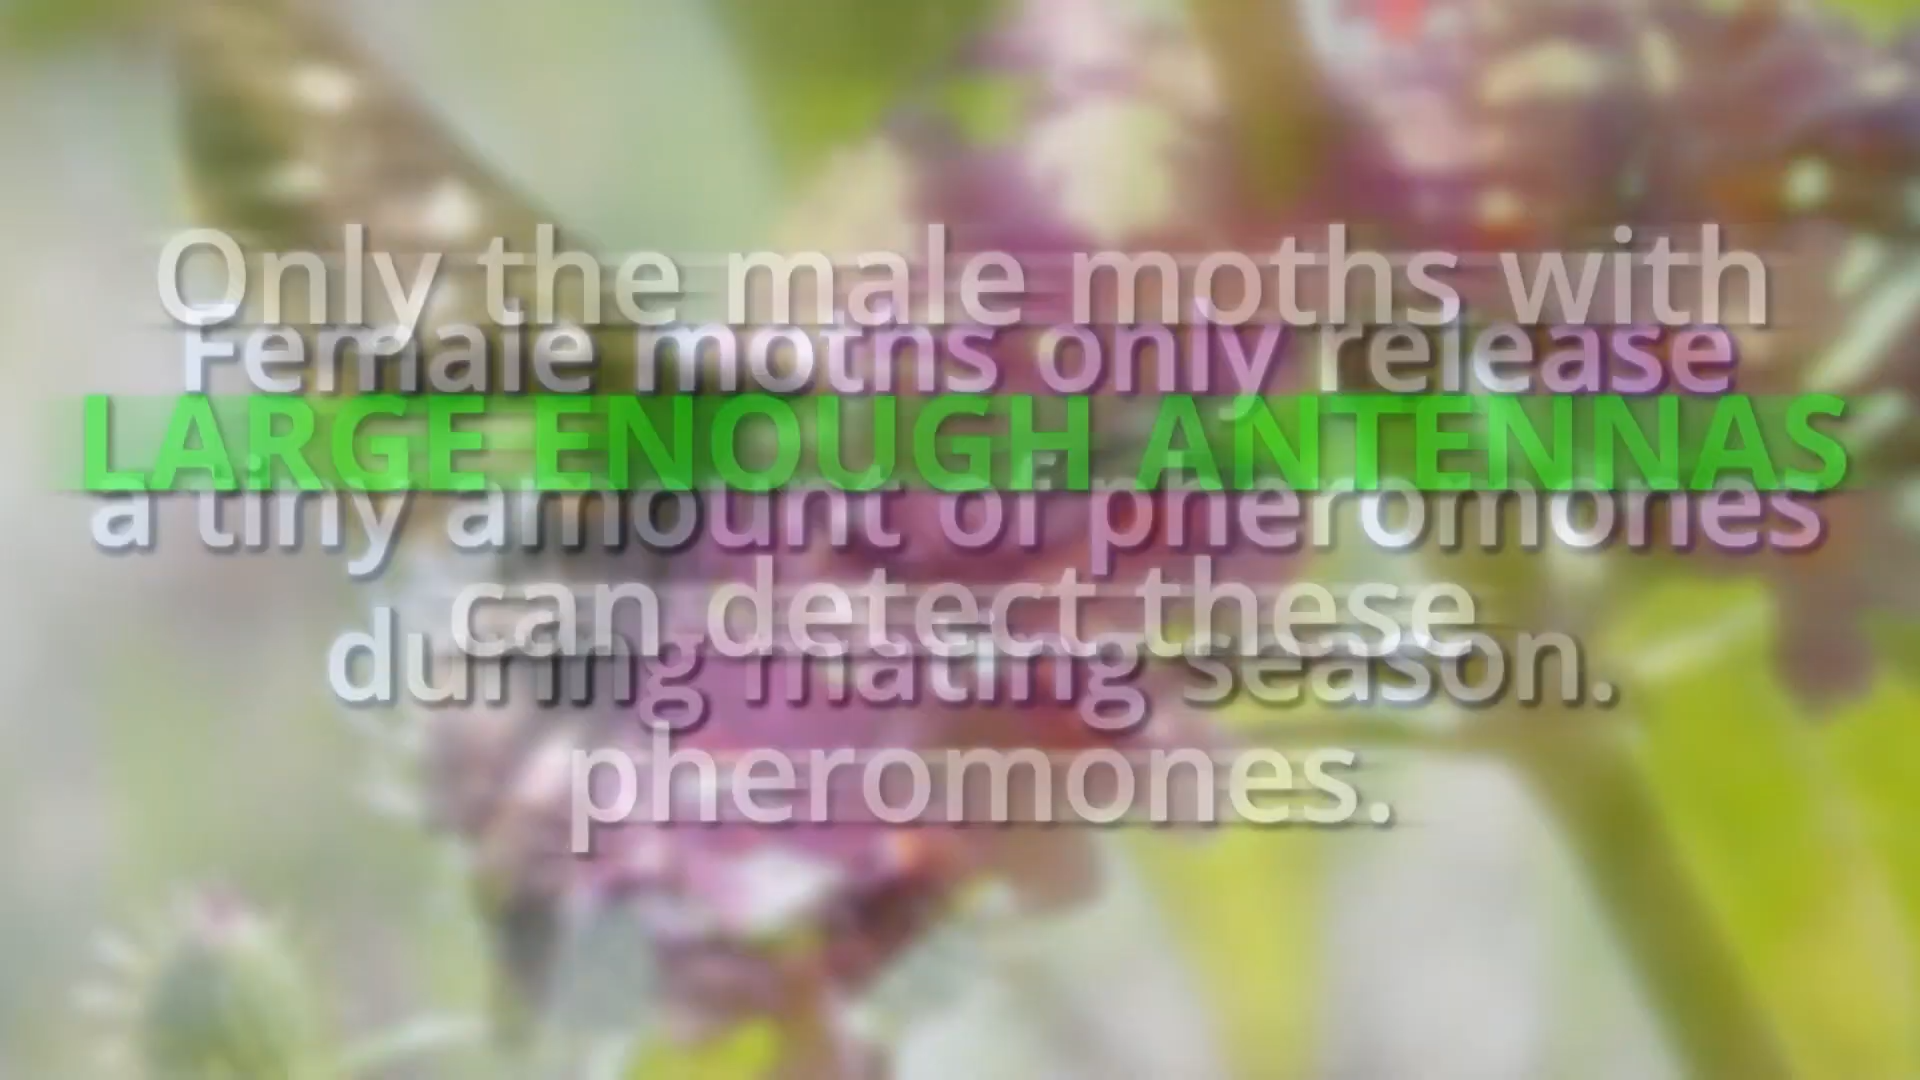 Only the male moths with
LARGE ENOUGH ANTENNAS
can detect these
pheromones.
Female moths only release
a tiny amount of pheromones
during mating season.